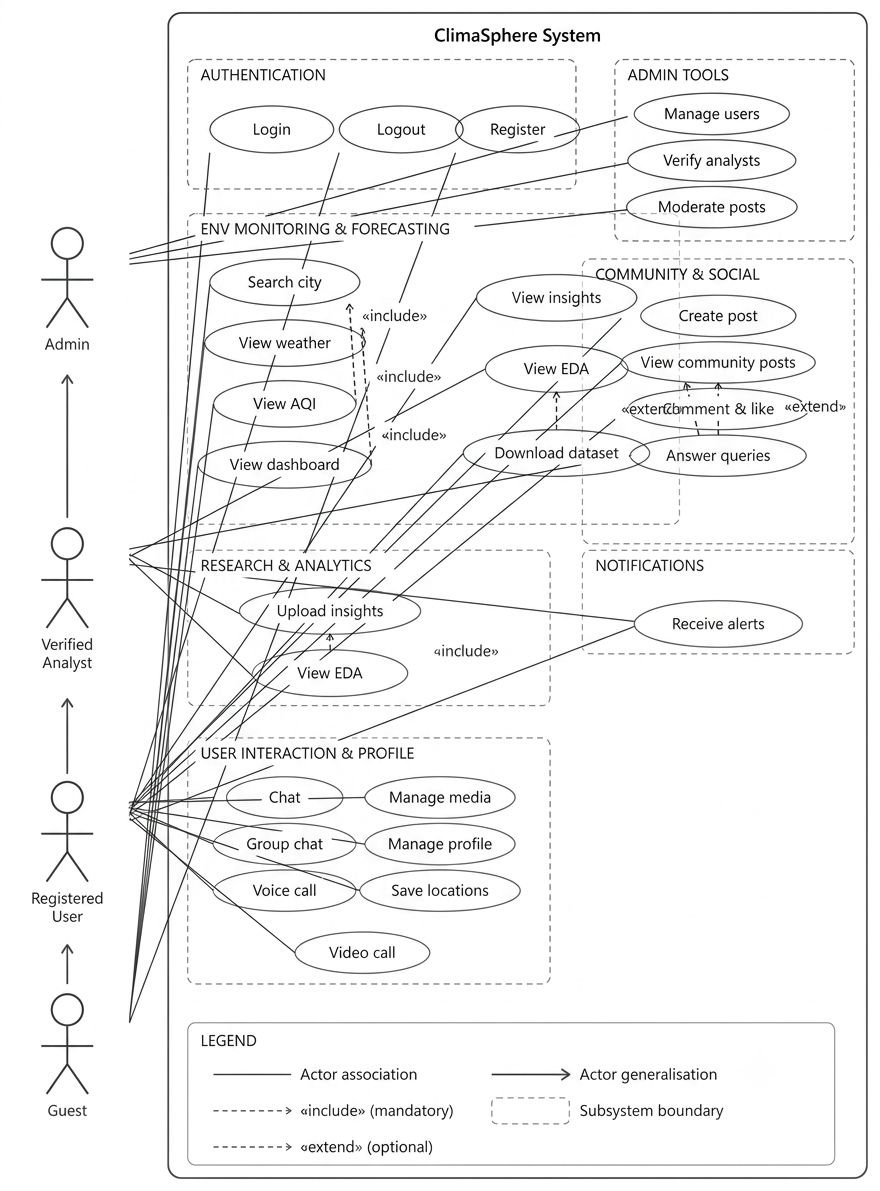 ClimaSphere System
AUTHENTICATION
Login
Logout
Register
ADMIN TOOLS
Manage users
Verify analysts
Moderate posts
ENV MONITORING & FORECASTING
Search city
View weather
View AQI
View dashboard
«include»
«include»
«include»
View insights
View EDA
Download dataset
COMMUNITY & SOCIAL
Create post
View community posts
«extend»
Comment & like
«extend»
Answer queries
Admin
Verified
Analyst
Registered
User
Guest
RESEARCH & ANALYTICS
Upload insights
View EDA
«include»
NOTIFICATIONS
Receive alerts
USER INTERACTION & PROFILE
Chat
Manage media
Group chat
Manage profile
Voice call
Save locations
Video call
LEGEND
Actor association
Actor generalisation
«include» (mandatory)
Subsystem boundary
«extend» (optional)